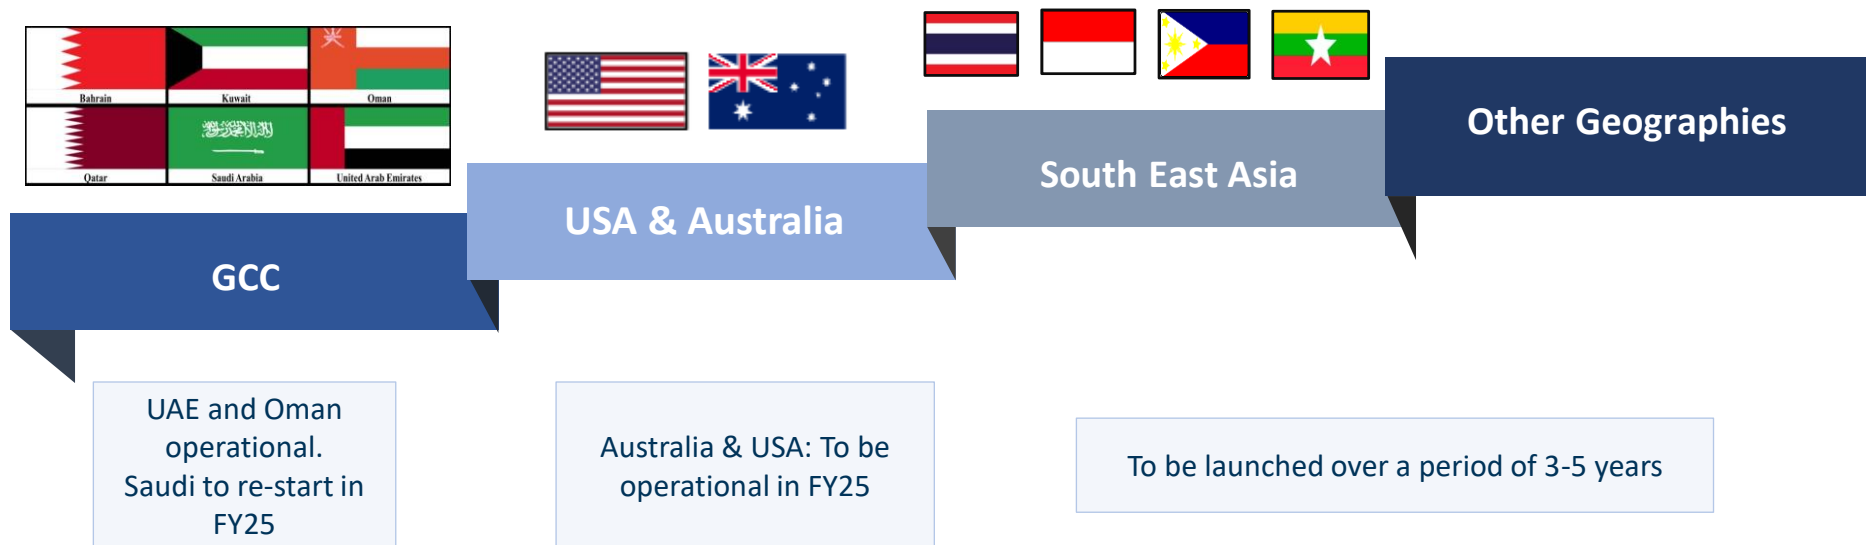 Bahrain
Kuwait
Oman
Qatar
Saudi Arabia
United Arab Emirates
GCC
USA & Australia
South East Asia
Other Geographies
UAE and Oman
operational.
Saudi to re-start in
FY25
Australia & USA: To be
operational in FY25
To be launched over a period of 3-5 years